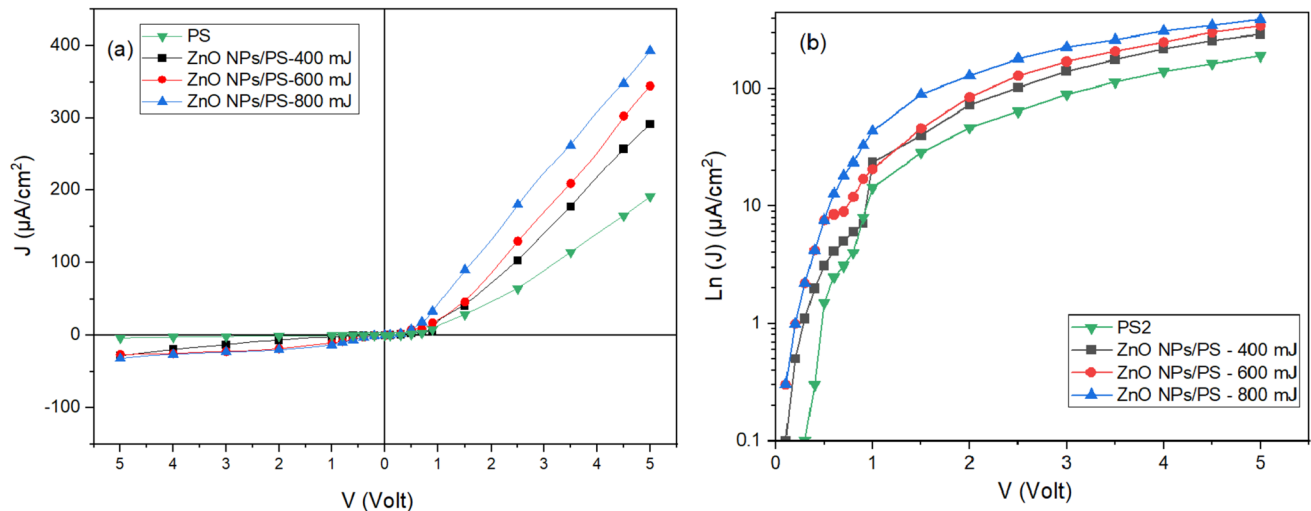 (a)
PS
ZnO NPs/PS-400 mJ
ZnO NPs/PS-600 mJ
ZnO NPs/PS-800 mJ
400
300
200
100
0
-100
J (µA/cm²)
5 4 3 2 1 0 1 2 3 4 5
V (Volt)
(b)
100
10
1
0.1
Ln (J) (µA/cm²)
PS2
ZnO NPs/PS - 400 mJ
ZnO NPs/PS - 600 mJ
ZnO NPs/PS - 800 mJ
0 1 2 3 4 5
V (Volt)